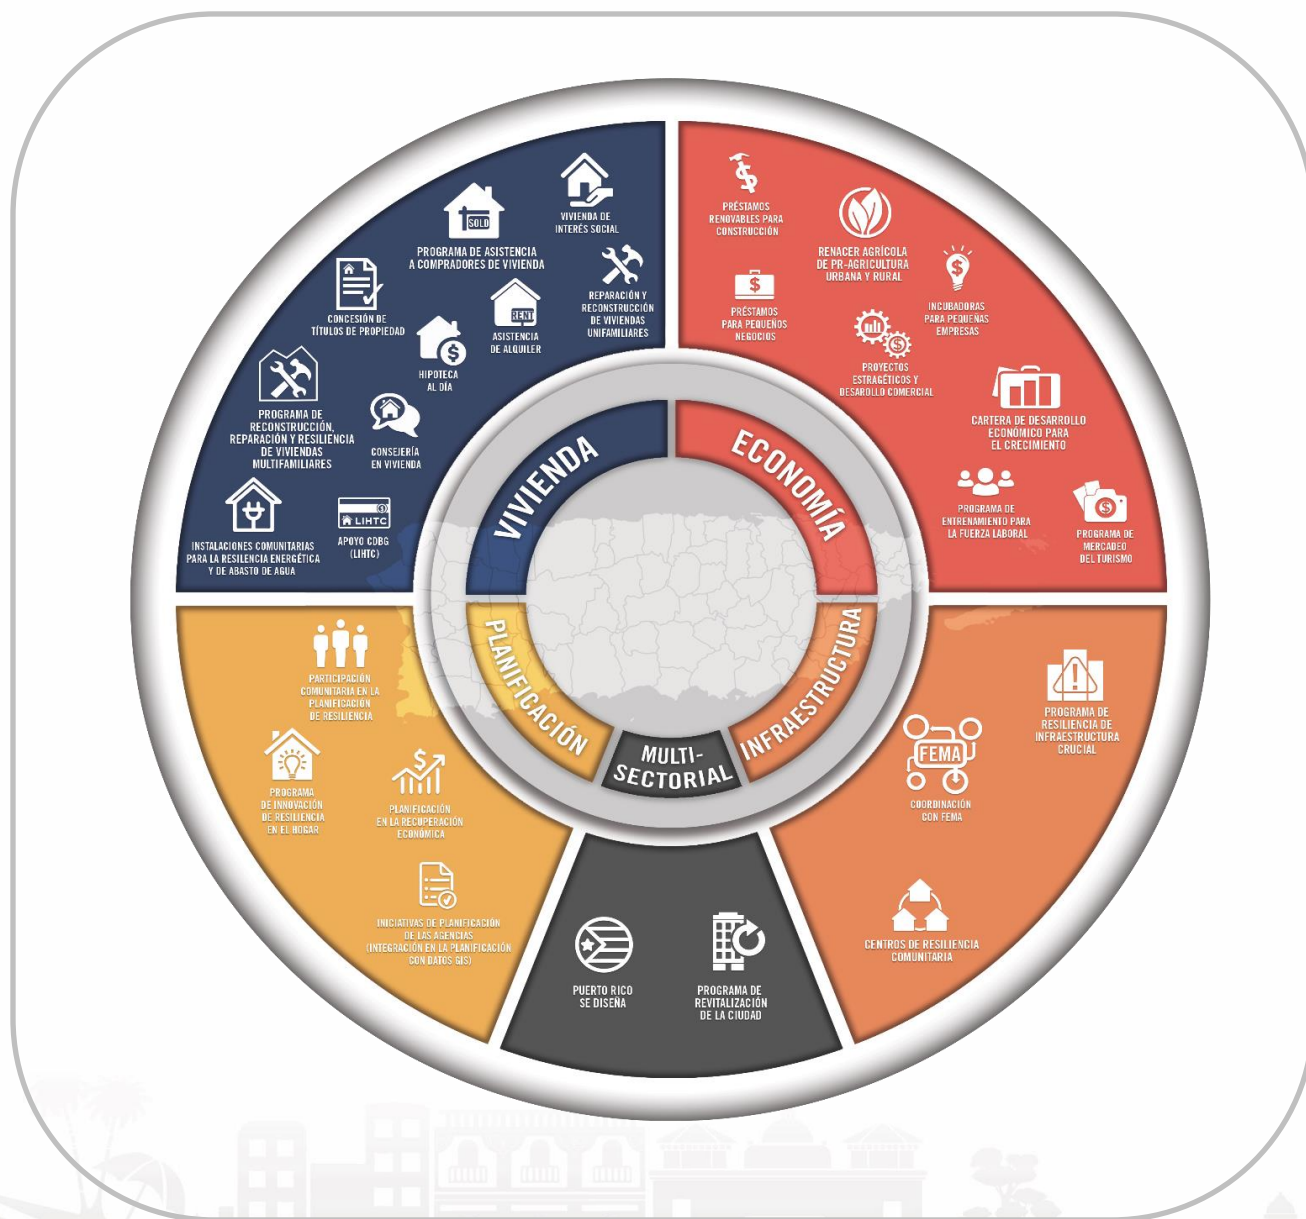 VIVIENDA DE
INTERÉS SOCIAL
SOLD
PROGRAMA DE ASISTENCIA
A COMPRADORES DE VIVIENDA
REPARACIÓN Y
RECONSTRUCCIÓN
DE VIVIENDAS
UNIFAMILIARES
CONCESIÓN DE
TÍTULOS DE PROPIEDAD
RENT
ASISTENCIA
DE ALQUILER
$
HIPOTECA
AL DÍA
PROGRAMA DE
RECONSTRUCCIÓN,
REPARACIÓN Y RESILIENCIA
DE VIVIENDAS
MULTIFAMILIARES
CONSEJERÍA
EN VIVIENDA
INSTALACIONES COMUNITARIAS
PARA LA RESILENCIA ENERGÉTICA
Y DE ABASTO DE AGUA
LIHTC
APOYO CDBG
(LIHTC)
$
PRÉSTAMOS
RENOVABLES PARA
CONSTRUCCIÓN
RENACER AGRÍCOLA
DE PR-AGRICULTURA
URBANA Y RURAL
$
PRÉSTAMOS
PARA PEQUEÑOS
NEGOCIOS
$
INCUBADORAS
PARA PEQUEÑAS
EMPRESAS
$
PROYECTOS
ESTRAGÉTICOS Y
DESAROLLO COMERCIAL
CARTERA DE DESARROLLO
ECONÓMICO PARA
EL CRECIMIENTO
PROGRAMA DE
ENTRENAMIENTO PARA
LA FUERZA LABORAL
$
PROGRAMA DE
MERCADEO
DEL TURISMO
VIVIENDA
ECONOMÍA
PLANIFICACIÓN
MULTI-
SECTORIAL
INFRAESTRUCTURA
PARTICIPACIÓN
COMUNITARIA EN LA
PLANIFICACIÓN
DE RESILIENCIA
PROGRAMA
DE INNOVACIÓN
DE RESILIENCIA
EN EL HOGAR
$
PLANIFICACIÓN
EN LA RECUPERACIÓN
ECONÓMICA
INICIATIVAS DE PLANIFICACIÓN
DE LAS AGENCIAS
(INTEGRACIÓN EN LA PLANIFICACIÓN
CON DATOS GIS)
PUERTO RICO
SE DISEÑA
PROGRAMA DE
REVITALIZACIÓN
DE LA CIUDAD
PROGRAMA DE
RESILIENCIA DE
INFRAESTRUCTURA
CRUCIAL
FEMA
COORDINACIÓN
CON FEMA
CENTROS DE RESILIENCIA
COMUNITARIA